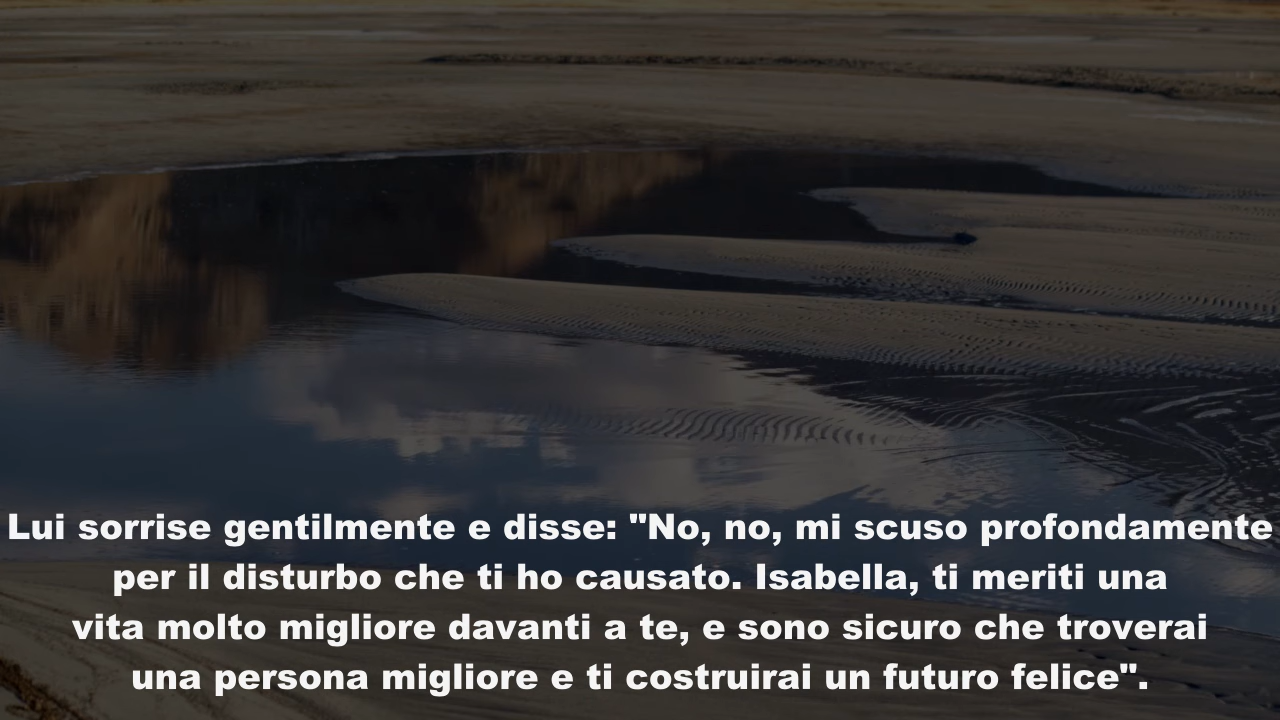 Lui sorrise gentilmente e disse: "No, no, mi scuso profondamente
per il disturbo che ti ho causato. Isabella, ti meriti una
vita molto migliore davanti a te, e sono sicuro che troverai
una persona migliore e ti costruirai un futuro felice".